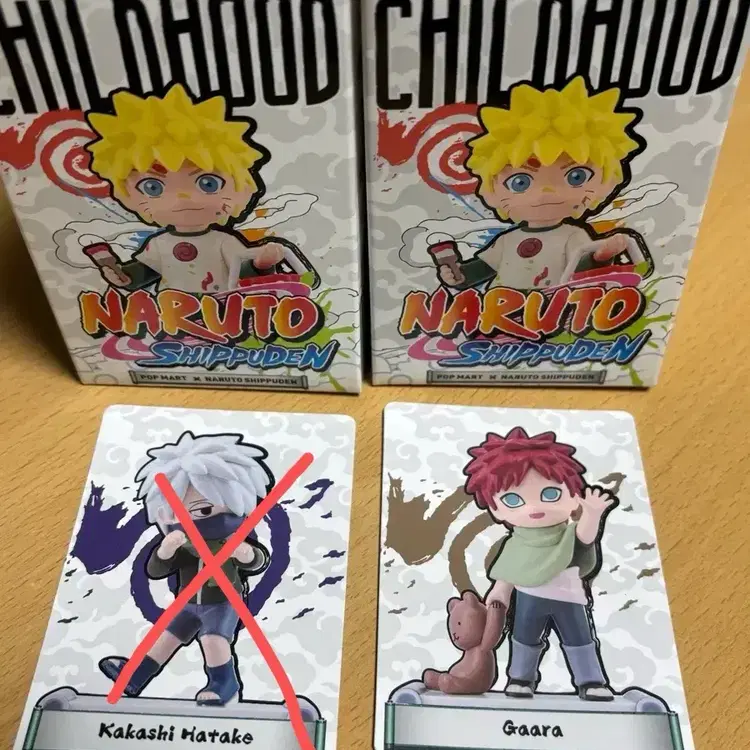 CHILDHOOD
CHILDHOOD
NARUTO
SHIPPUDEN
POP MART × NARUTO SHIPPUDEN
NARUTO
SHIPPUDEN
POP MART × NARUTO SHIPPUDEN
Kakashi Hatake
Gaara